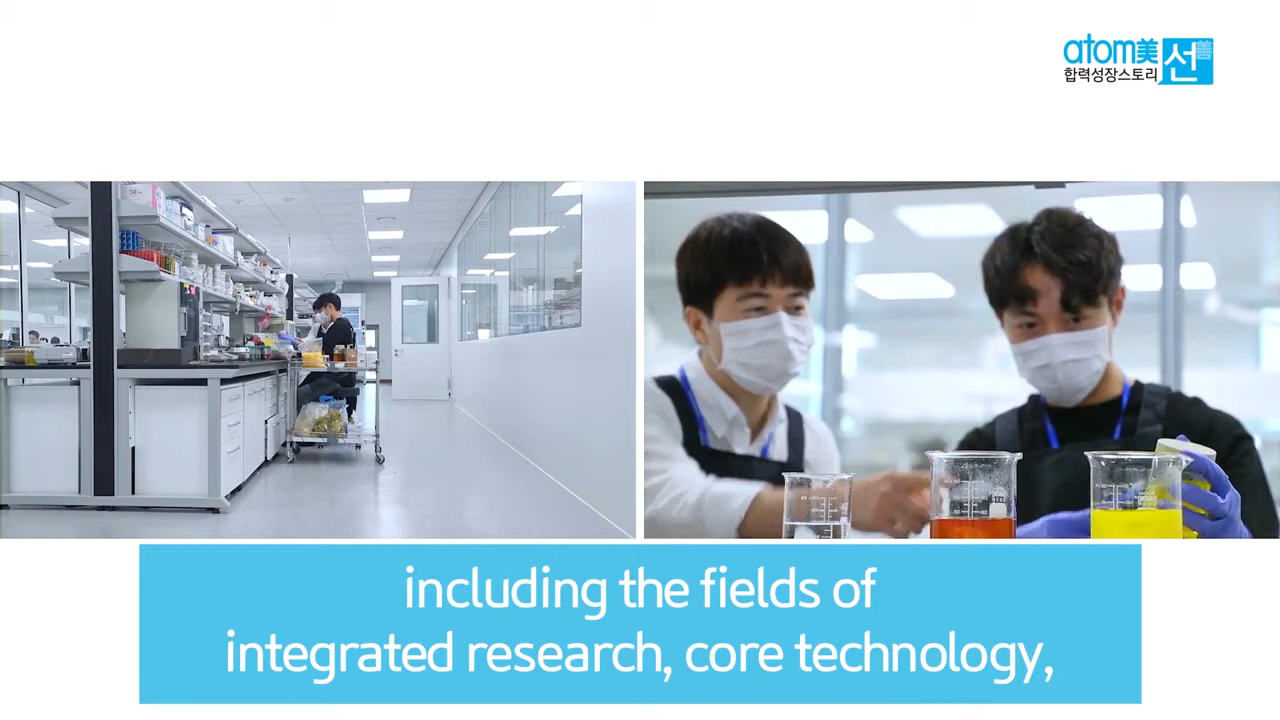 atom美
합력성장스토리
선善
including the fields of
integrated research, core technology,